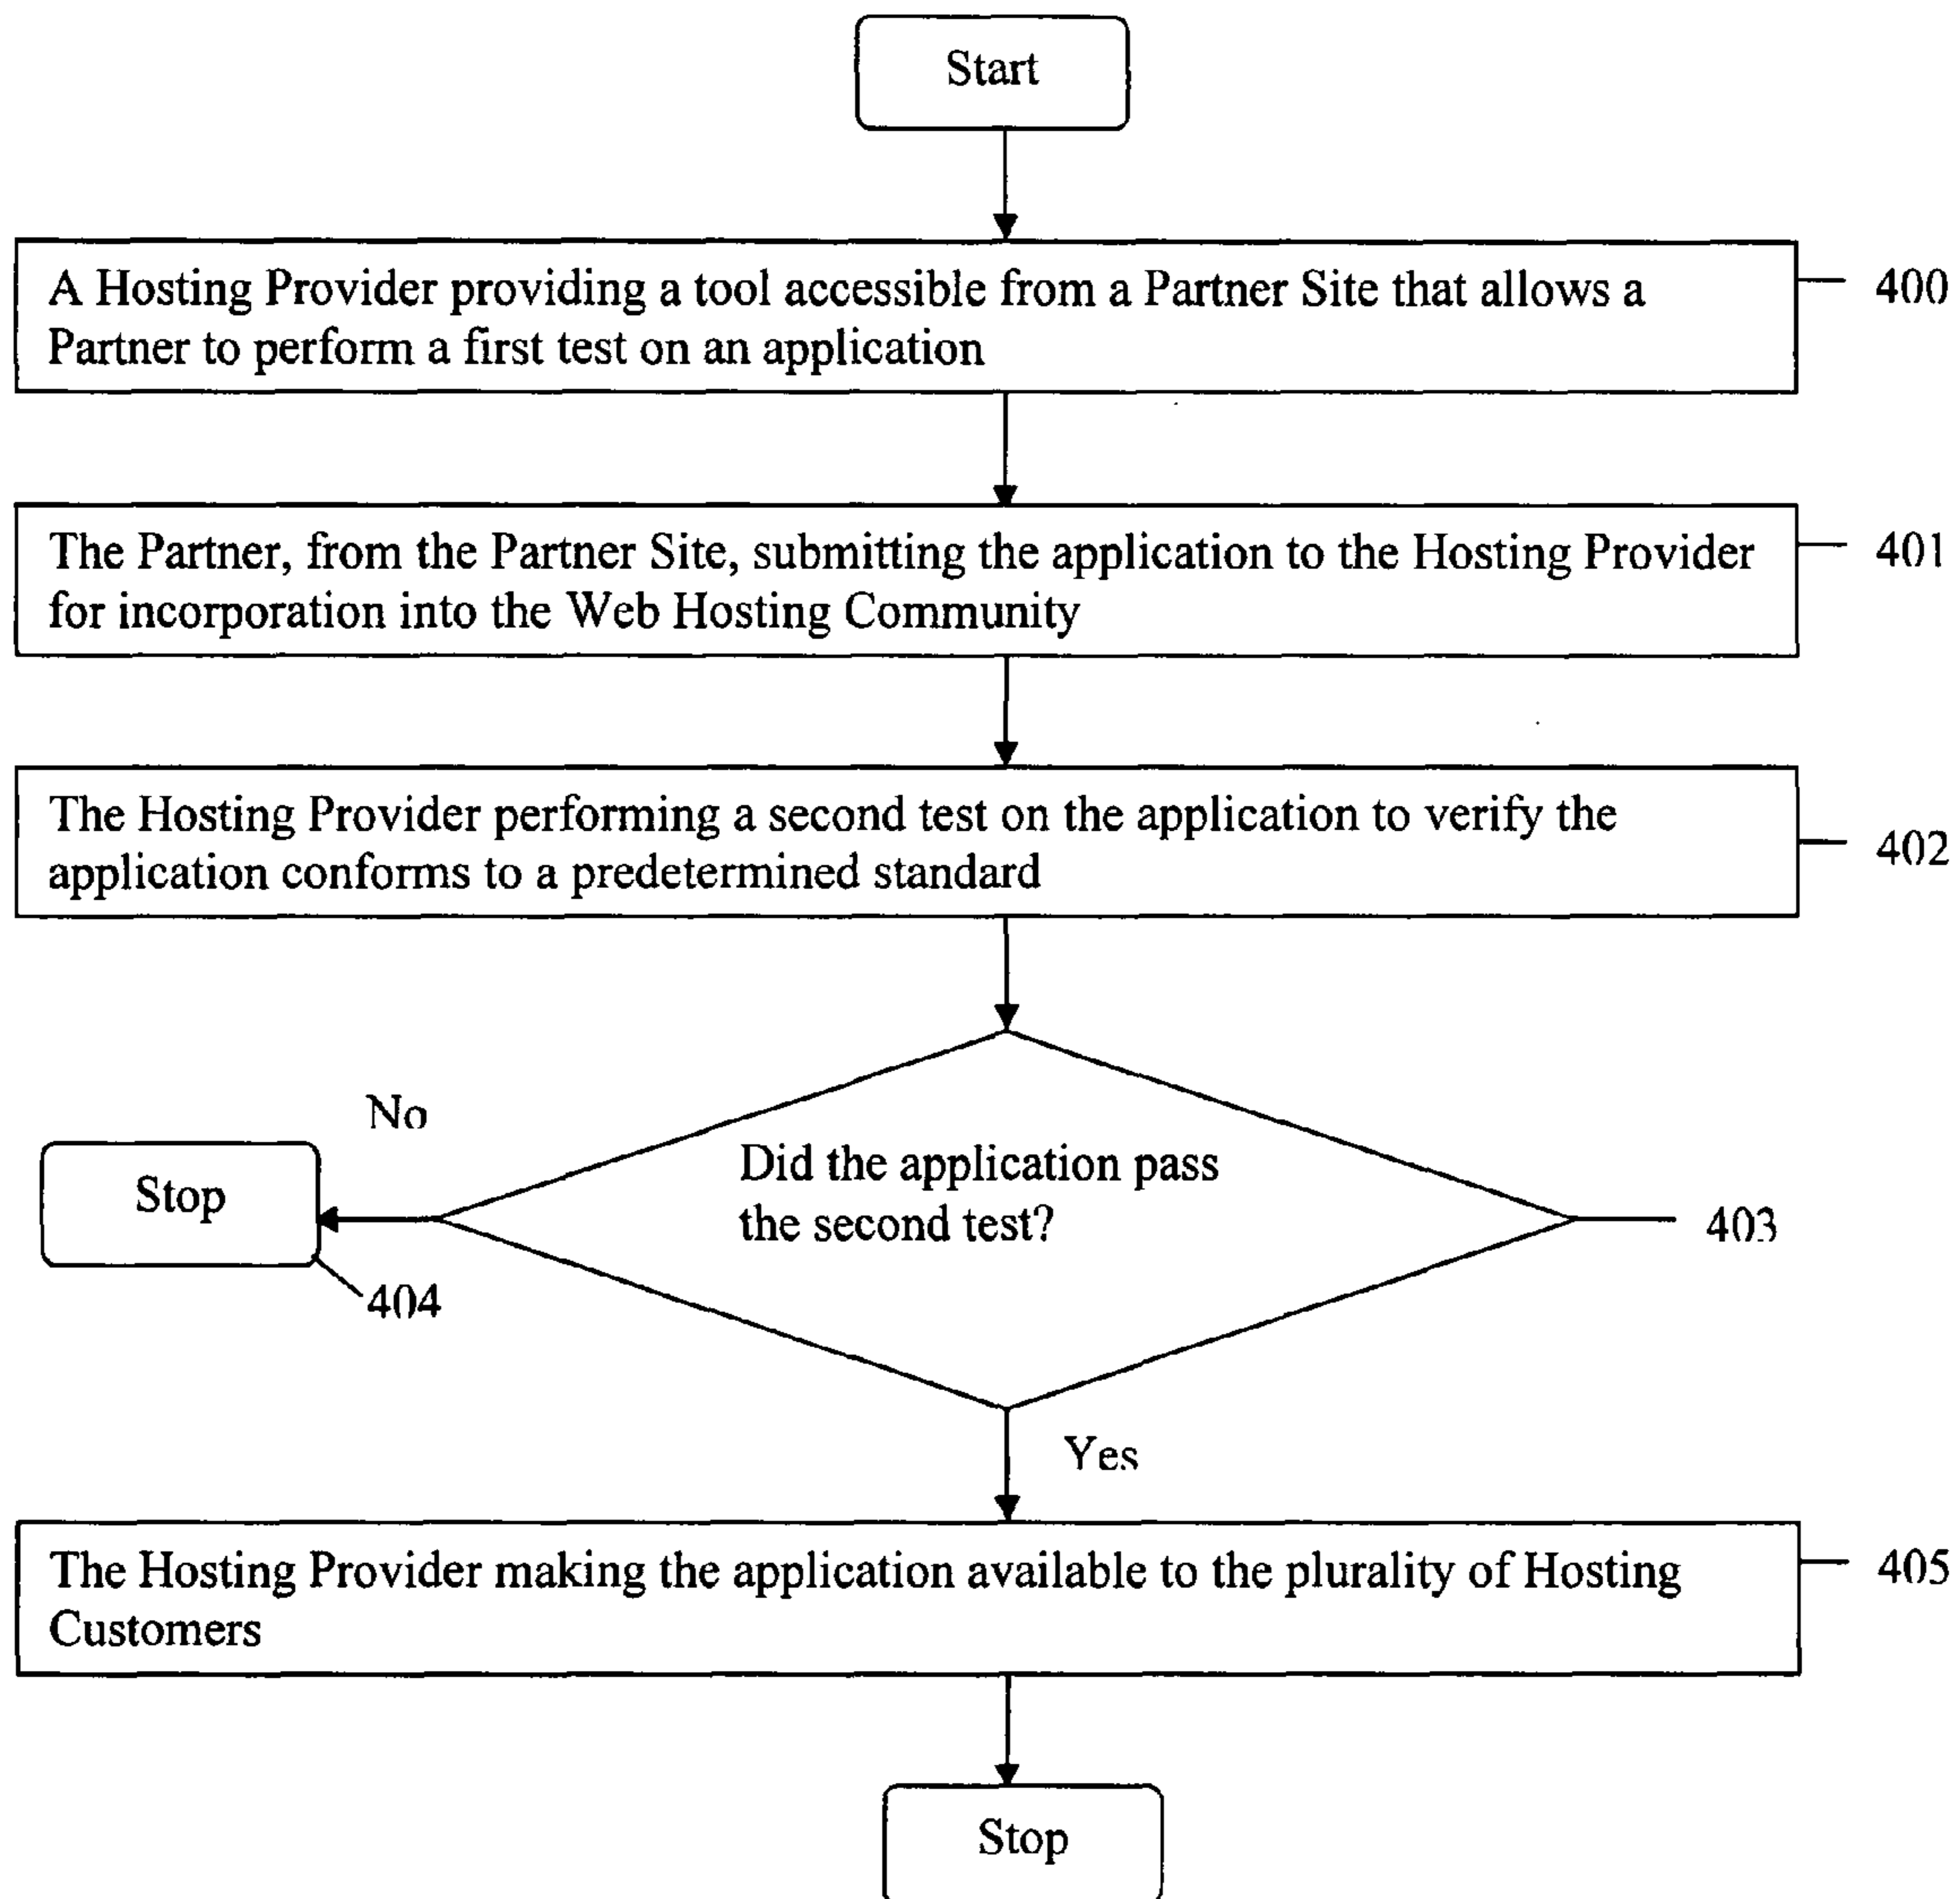 Start
A Hosting Provider providing a tool accessible from a Partner Site that allows a
Partner to perform a first test on an application
400
The Partner, from the Partner Site, submitting the application to the Hosting Provider
for incorporation into the Web Hosting Community
401
The Hosting Provider performing a second test on the application to verify the
application conforms to a predetermined standard
402
No
Did the application pass
the second test?
Stop
403
404
Yes
The Hosting Provider making the application available to the plurality of Hosting
Customers
405
Stop